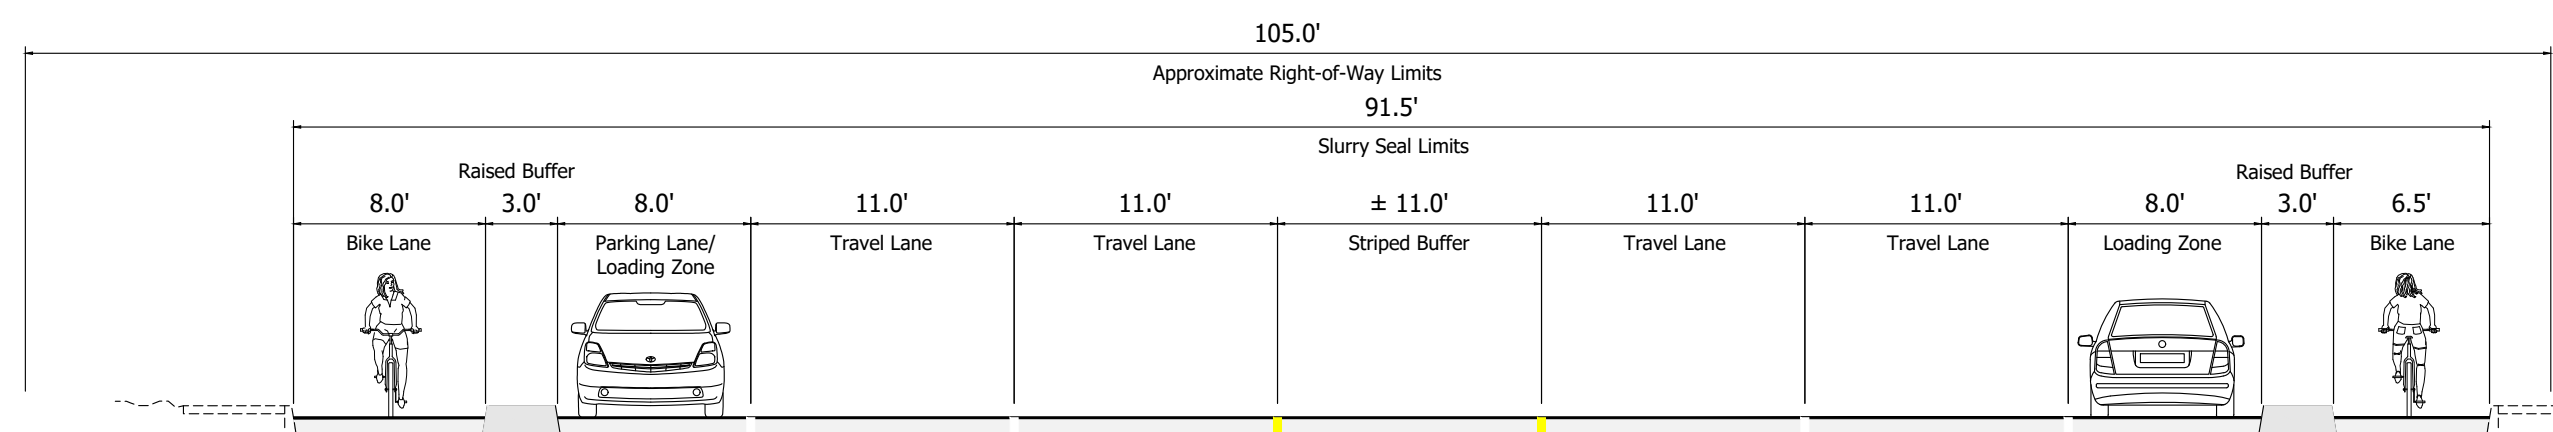 105.0'
Approximate Right-of-Way Limits
91.5'
Slurry Seal Limits
Raised Buffer
Raised Buffer
8.0'
3.0'
8.0'
11.0'
11.0'
± 11.0'
11.0'
11.0'
8.0'
3.0'
6.5'
Bike Lane
Parking Lane/
Loading Zone
Travel Lane
Travel Lane
Striped Buffer
Travel Lane
Travel Lane
Loading Zone
Bike Lane